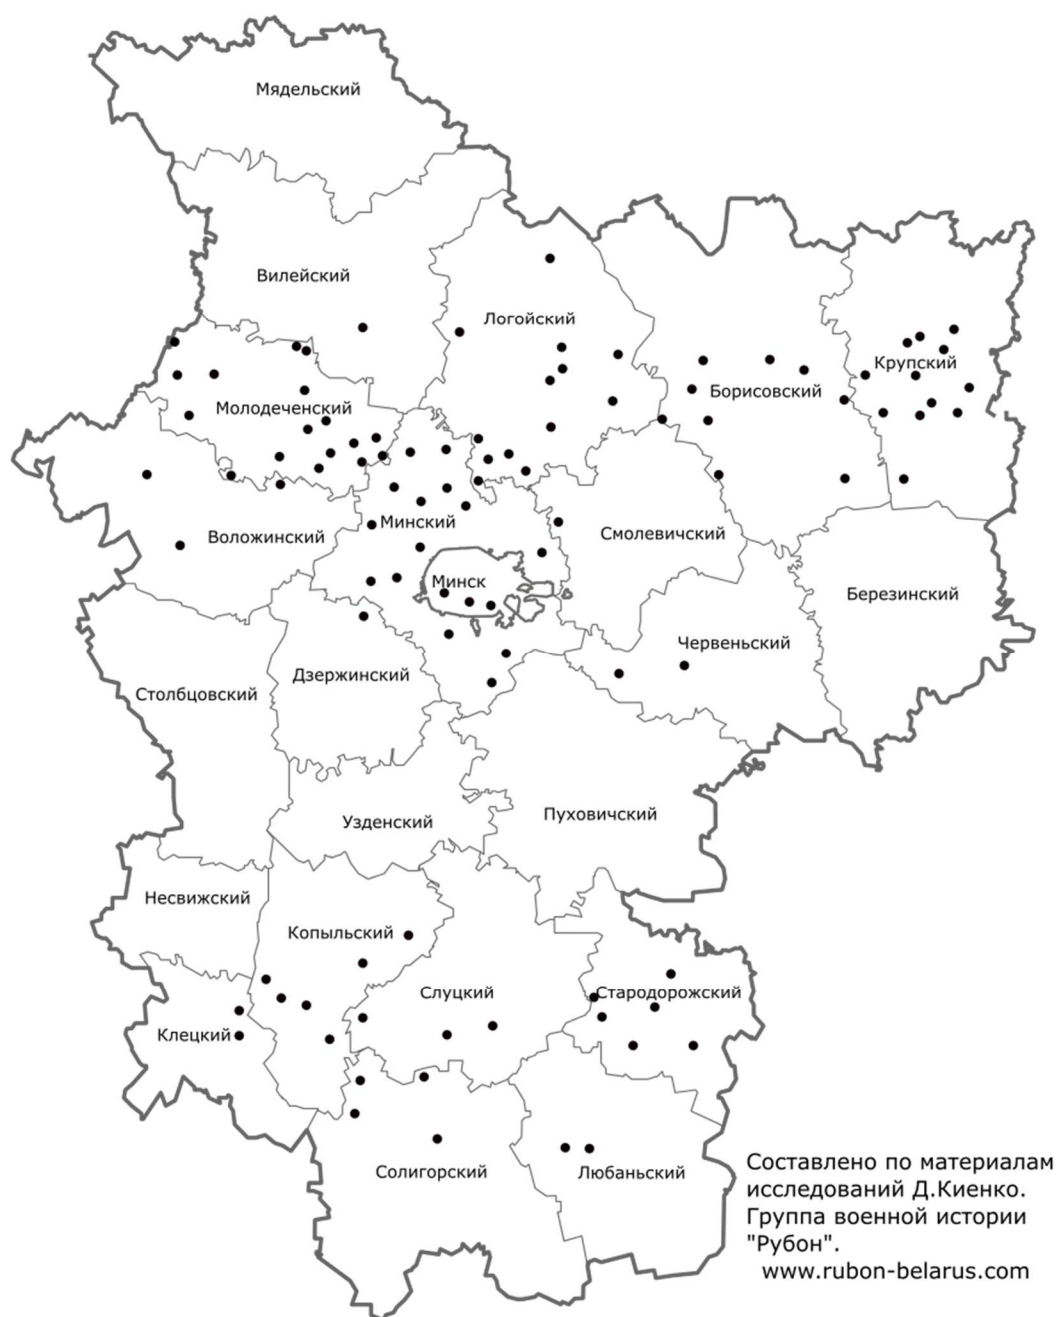 Мядельский
Вилейский
Логойский
Крупский
Борисовский
Молодеченский
Минский
Воложинский
Смолевичский
Минск
Березинский
Червеньский
Дзержинский
Столбцовский
Пуховичский
Узденский
Несвижский
Копыльский
Слуцкий
Стародорожский
Клецкий
Солигорский
Любаньский
Составлено по материалам
исследований Д.Киенко.
Группа военной истории
"Рубон".
www.rubon-belarus.com